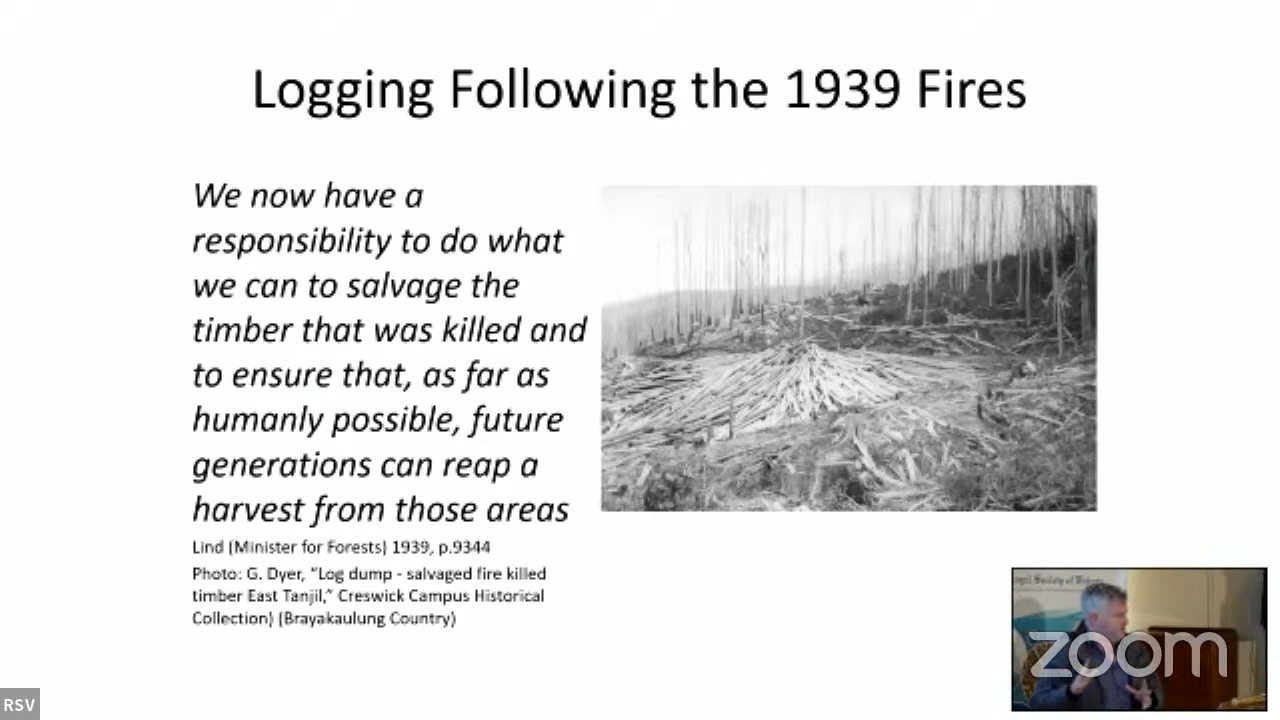 Logging Following the 1939 Fires
We now have a
responsibility to do what
we can to salvage the
timber that was killed and
to ensure that, as far as
humanly possible, future
generations can reap a
harvest from those areas
Lind (Minister for Forests) 1939, p.9344
Photo: G. Dyer, “Log dump - salvaged fire killed
timber East Tanjil,” Creswick Campus Historical
Collection) (Brayakaulung Country)
Society of
zoom
RSV